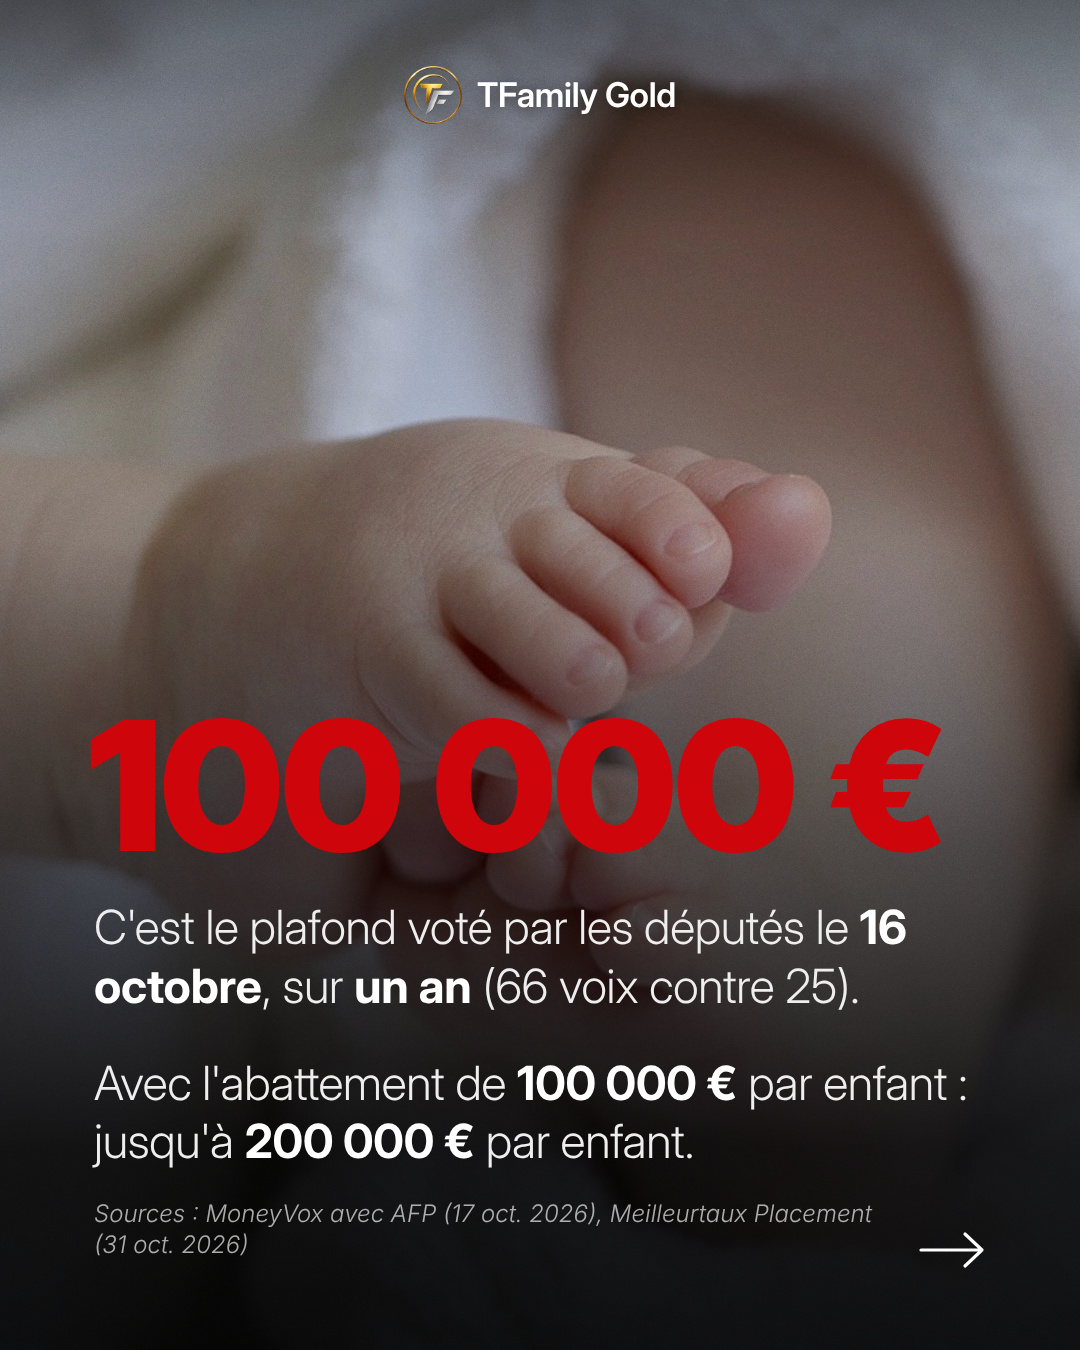 TFamily Gold
100 000 €
C'est le plafond voté par les députés le 16
octobre, sur un an (66 voix contre 25).
Avec l'abattement de 100 000 € par enfant :
jusqu'à 200 000 € par enfant.
Sources : MoneyVox avec AFP (17 oct. 2026), Meilleurtaux Placement
(31 oct. 2026)